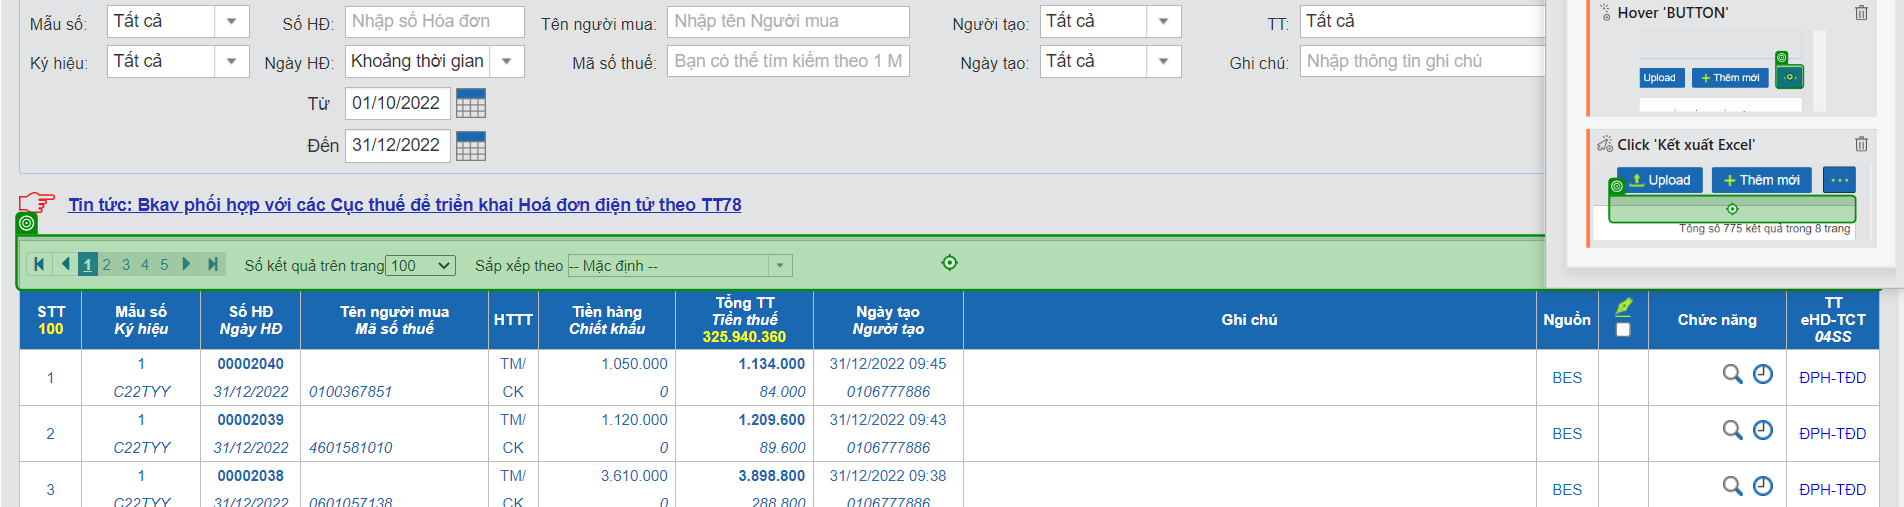 Mẫu số: Tất cả Số HĐ: Nhập số Hóa đơn Tên người mua: Nhập tên Người mua Người tạo: Tất cả TT: Tất cả
Ký hiệu: Tất cả Ngày HĐ: Khoảng thời gian Mã số thuế: Bạn có thể tìm kiếm theo 1 M Ngày tạo: Tất cả Ghi chú: Nhập thông tin ghi chú
Từ 01/10/2022
Đến 31/12/2022
Tin tức: Bkav phối hợp với các Cục thuế để triển khai Hoá đơn điện tử theo TT78
1 2 3 4 5 Số kết quả trên trang 100 Sắp xếp theo -- Mặc định --
Hover 'BUTTON'
Upload + Thêm mới
Click 'Kết xuất Excel'
Upload + Thêm mới ...
Tổng số 775 kết quả trong 8 trang
STT Mẫu số Số HĐ Tên người mua HTTT Tiền hàng Tổng TT Ngày tạo Ghi chú Nguồn Chức năng TT
100 Ký hiệu Ngày HĐ Mã số thuế Chiết khấu Tiền thuế Người tạo eHD-TCT
325.940.360 04SS
1 1 00002040 TM/ 1.050.000 1.134.000 31/12/2022 09:45 BES ĐPH-TĐD
C22TYY 31/12/2022 0100367851 CK 0 84.000 0106777886
2 1 00002039 TM/ 1.120.000 1.209.600 31/12/2022 09:43 BES ĐPH-TĐD
C22TYY 31/12/2022 4601581010 CK 0 89.600 0106777886
3 1 00002038 TM/ 3.610.000 3.898.800 31/12/2022 09:38 BES ĐPH-TĐD
C22TYY 31/12/2022 0601057138 CK 0 288.800 0106777886